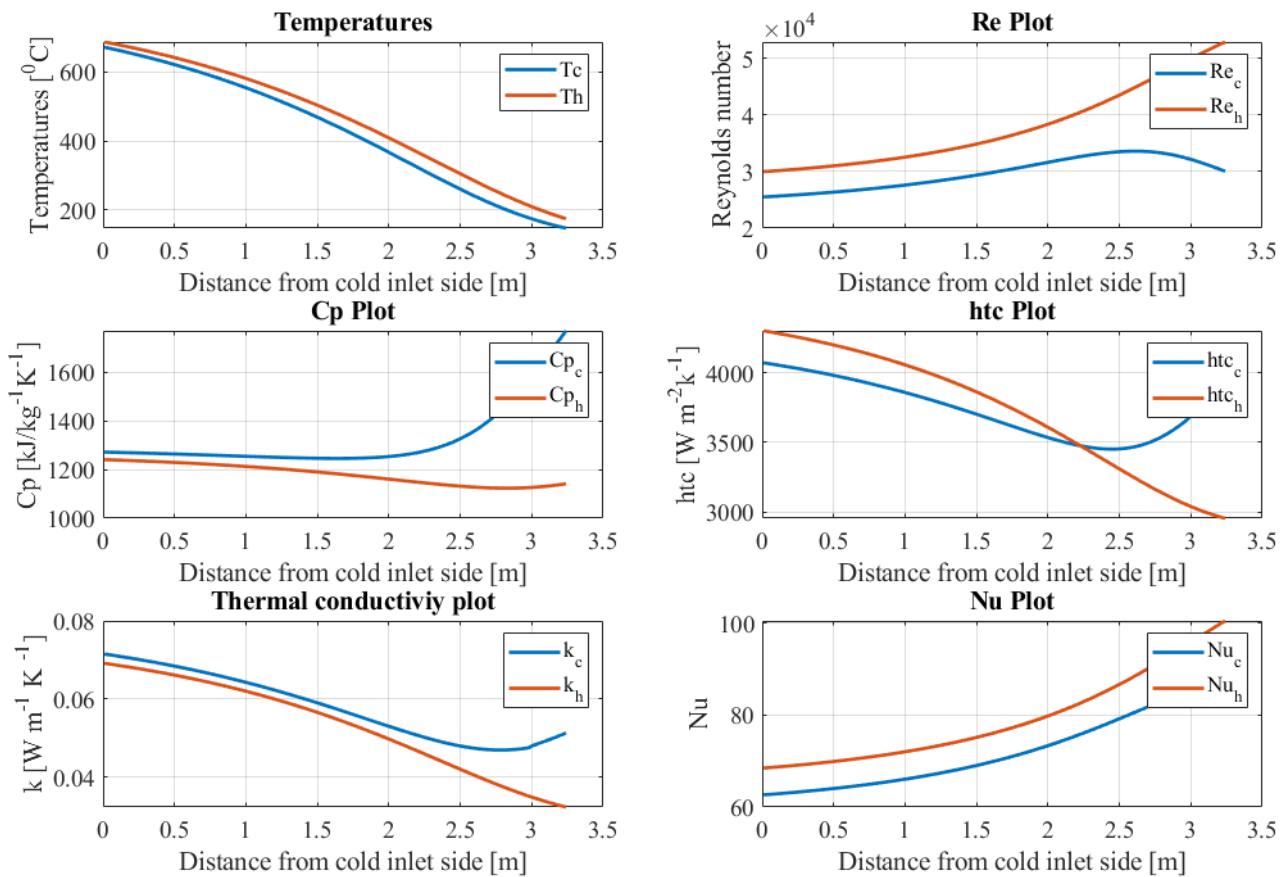 Temperatures
Temperatures [⁰C]
600
400
200
0 0.5 1 1.5 2 2.5 3 3.5
Distance from cold inlet side [m]
Tc
Th
Re Plot
×10⁴
Reynolds number
5
4
3
2
0 0.5 1 1.5 2 2.5 3 3.5
Distance from cold inlet side [m]
Re_c
Re_h
Cp Plot
Cp [kJ/kg⁻¹K⁻¹]
1600
1400
1200
1000
0 0.5 1 1.5 2 2.5 3 3.5
Distance from cold inlet side [m]
Cp_c
Cp_h
htc Plot
htc [W m⁻²k⁻¹]
4000
3500
3000
0 0.5 1 1.5 2 2.5 3 3.5
Distance from cold inlet side [m]
htc_c
htc_h
Thermal conductiviy plot
k [W m⁻¹ K ⁻¹]
0.08
0.06
0.04
0 0.5 1 1.5 2 2.5 3 3.5
Distance from cold inlet side [m]
k_c
k_h
Nu Plot
Nu
100
80
60
0 0.5 1 1.5 2 2.5 3 3.5
Distance from cold inlet side [m]
Nu_c
Nu_h